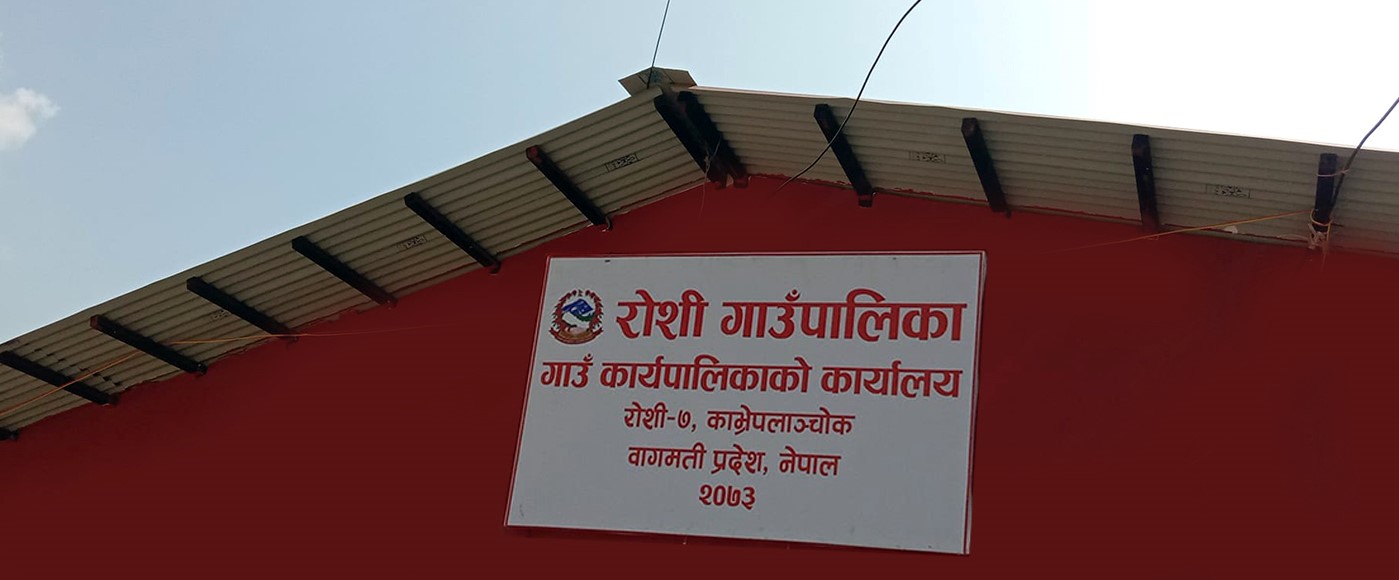 रोशी गाउँपालिका
गाउँ कार्यपालिकाको कार्यालय
रोशी-७, काभ्रेपलाञ्चोक
वागमती प्रदेश, नेपाल
२०७३